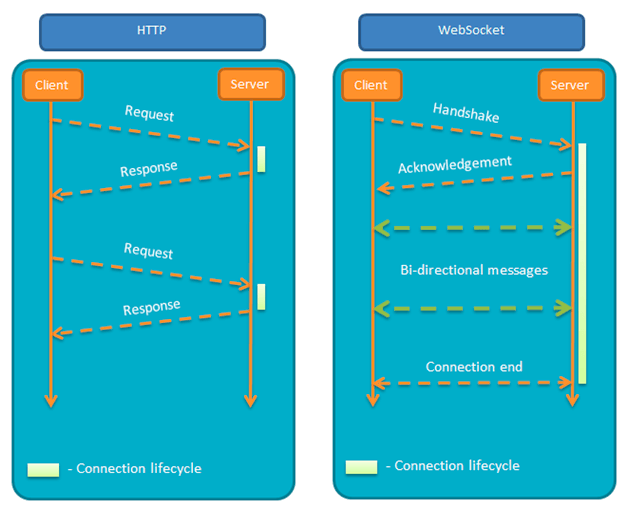 HTTP
Client
Server
Request
Response
Request
Response
- Connection lifecycle
WebSocket
Client
Server
Handshake
Acknowledgement
Bi-directional messages
Connection end
- Connection lifecycle